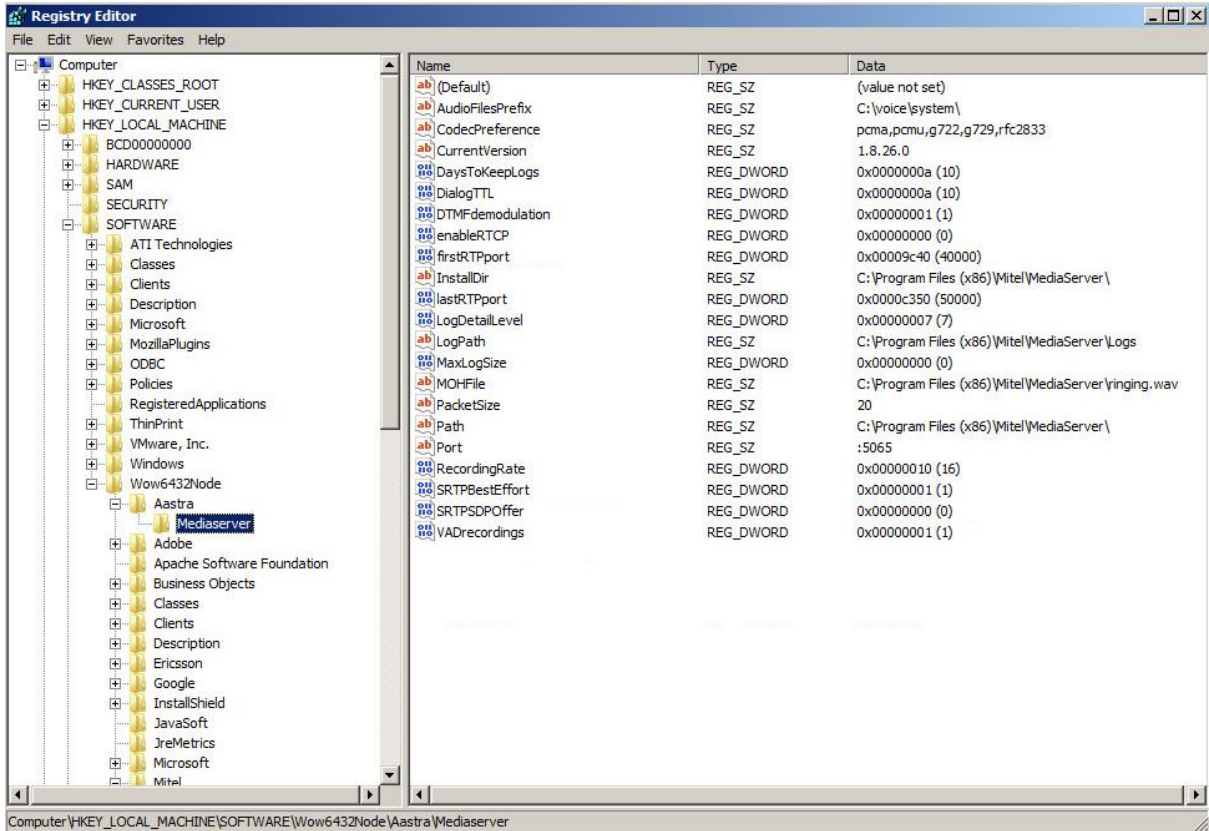 Registry Editor
File Edit View Favorites Help
Computer
HKEY_CLASSES_ROOT
HKEY_CURRENT_USER
HKEY_LOCAL_MACHINE
BCD00000000
HARDWARE
SAM
SECURITY
SOFTWARE
ATI Technologies
Classes
Clients
Description
Microsoft
MozillaPlugins
ODBC
Policies
RegisteredApplications
ThinPrint
VMware, Inc.
Windows
Wow6432Node
Aastra
Mediaserver
Adobe
Apache Software Foundation
Business Objects
Classes
Clients
Description
Ericsson
Google
InstallShield
JavaSoft
JreMetrics
Microsoft
Mitel
Name Type Data
(Default) REG_SZ (value not set)
AudioFilesPrefix REG_SZ C:\voice\system\
CodecPreference REG_SZ pcma,pcmu,g722,g729,rfc2833
CurrentVersion REG_SZ 1.8.26.0
DaysToKeepLogs REG_DWORD 0x0000000a (10)
DialogTTL REG_DWORD 0x0000000a (10)
DTMFdemodulation REG_DWORD 0x00000001 (1)
enableRTCP REG_DWORD 0x00000000 (0)
firstRTPport REG_DWORD 0x00009c40 (40000)
InstallDir REG_SZ C:\Program Files (x86)\Mitel\MediaServer\
lastRTPport REG_DWORD 0x0000c350 (50000)
LogDetailLevel REG_DWORD 0x00000007 (7)
LogPath REG_SZ C:\Program Files (x86)\Mitel\MediaServer\Logs
MaxLogSize REG_DWORD 0x00000000 (0)
MOHFile REG_SZ C:\Program Files (x86)\Mitel\MediaServer\ringing.wav
PacketSize REG_SZ 20
Path REG_SZ C:\Program Files (x86)\Mitel\MediaServer\
Port REG_SZ :5065
RecordingRate REG_DWORD 0x00000010 (16)
SRTPBestEffort REG_DWORD 0x00000001 (1)
SRTPSDPOffer REG_DWORD 0x00000000 (0)
VADrecordings REG_DWORD 0x00000001 (1)
Computer\HKEY_LOCAL_MACHINE\SOFTWARE\Wow6432Node\Aastra\Mediaserver